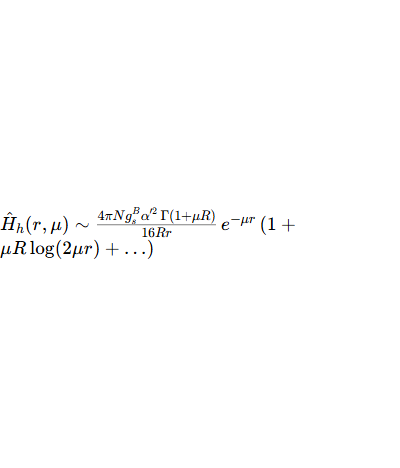 \hat{H}_h(r, \mu) \sim \frac{4\pi N g_s^B \alpha'^2 \Gamma(1+\mu R)}{16Rr} e^{-\mu r} (1 +
\mu R \log(2\mu r) + \ldots)